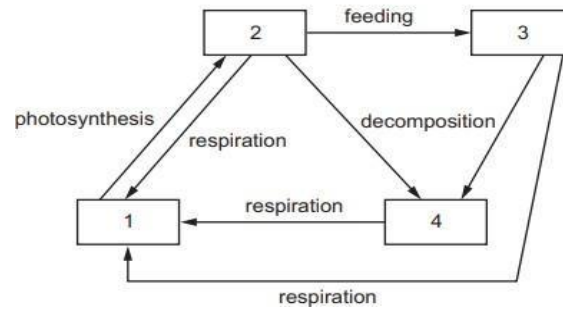 feeding
2
3
photosynthesis
respiration
decomposition
respiration
1
4
respiration